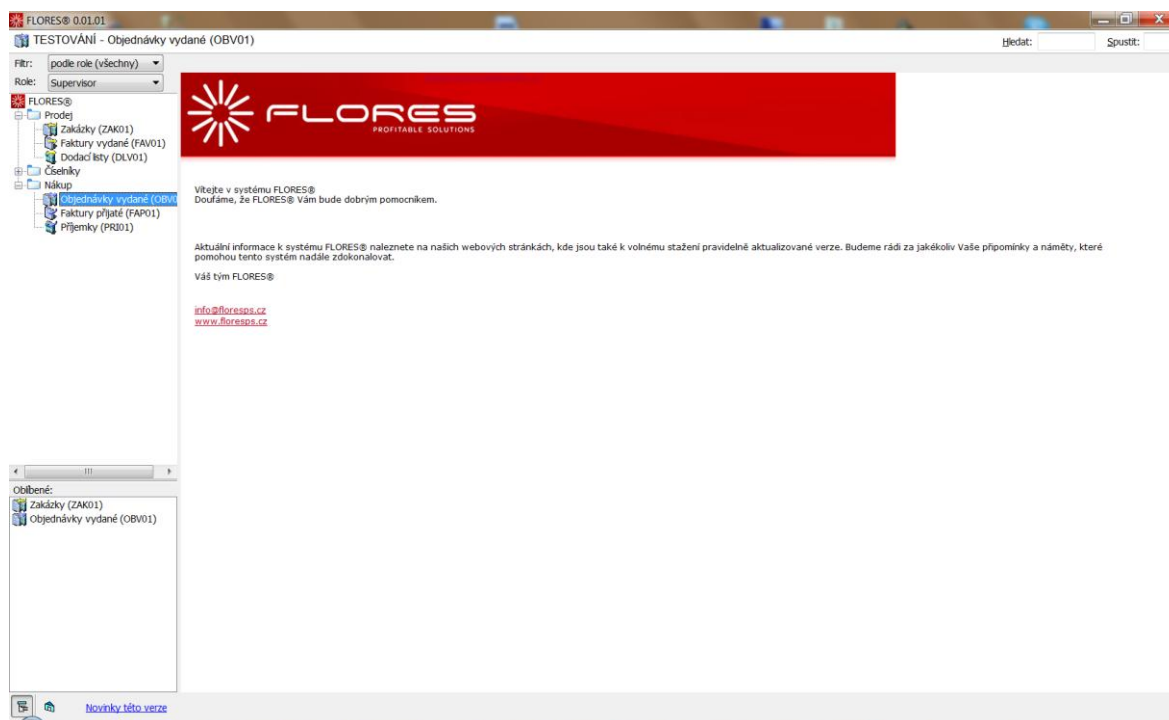 FLORES® 0.01.01
TESTOVÁNÍ - Objednávky vydané (OBV01)
Hledat:
Spustit:
Filtr:
podle role (všechny)
Role:
Supervisor
FLORES®
Prodej
Zakázky (ZAK01)
Faktury vydané (FAV01)
Dodací listy (DLV01)
Číselníky
Nákup
Objednávky vydané (OBV0
Faktury přijaté (FAP01)
Příjemky (PRI01)
Oblíbené:
Zakázky (ZAK01)
Objednávky vydané (OBV01)
Novinky této verze
FLORES
PROFITABLE SOLUTIONS
Vítejte v systému FLORES®
Doufáme, že FLORES® Vám bude dobrým pomocníkem.
Aktuální informace k systému FLORES® naleznete na našich webových stránkách, kde jsou také k volnému stažení pravidelně aktualizované verze. Budeme rádi za jakékoliv Vaše připomínky a náměty, které
pomohou tento systém nadále zdokonalovat.
Váš tým FLORES®
info@floresps.cz
www.floresps.cz